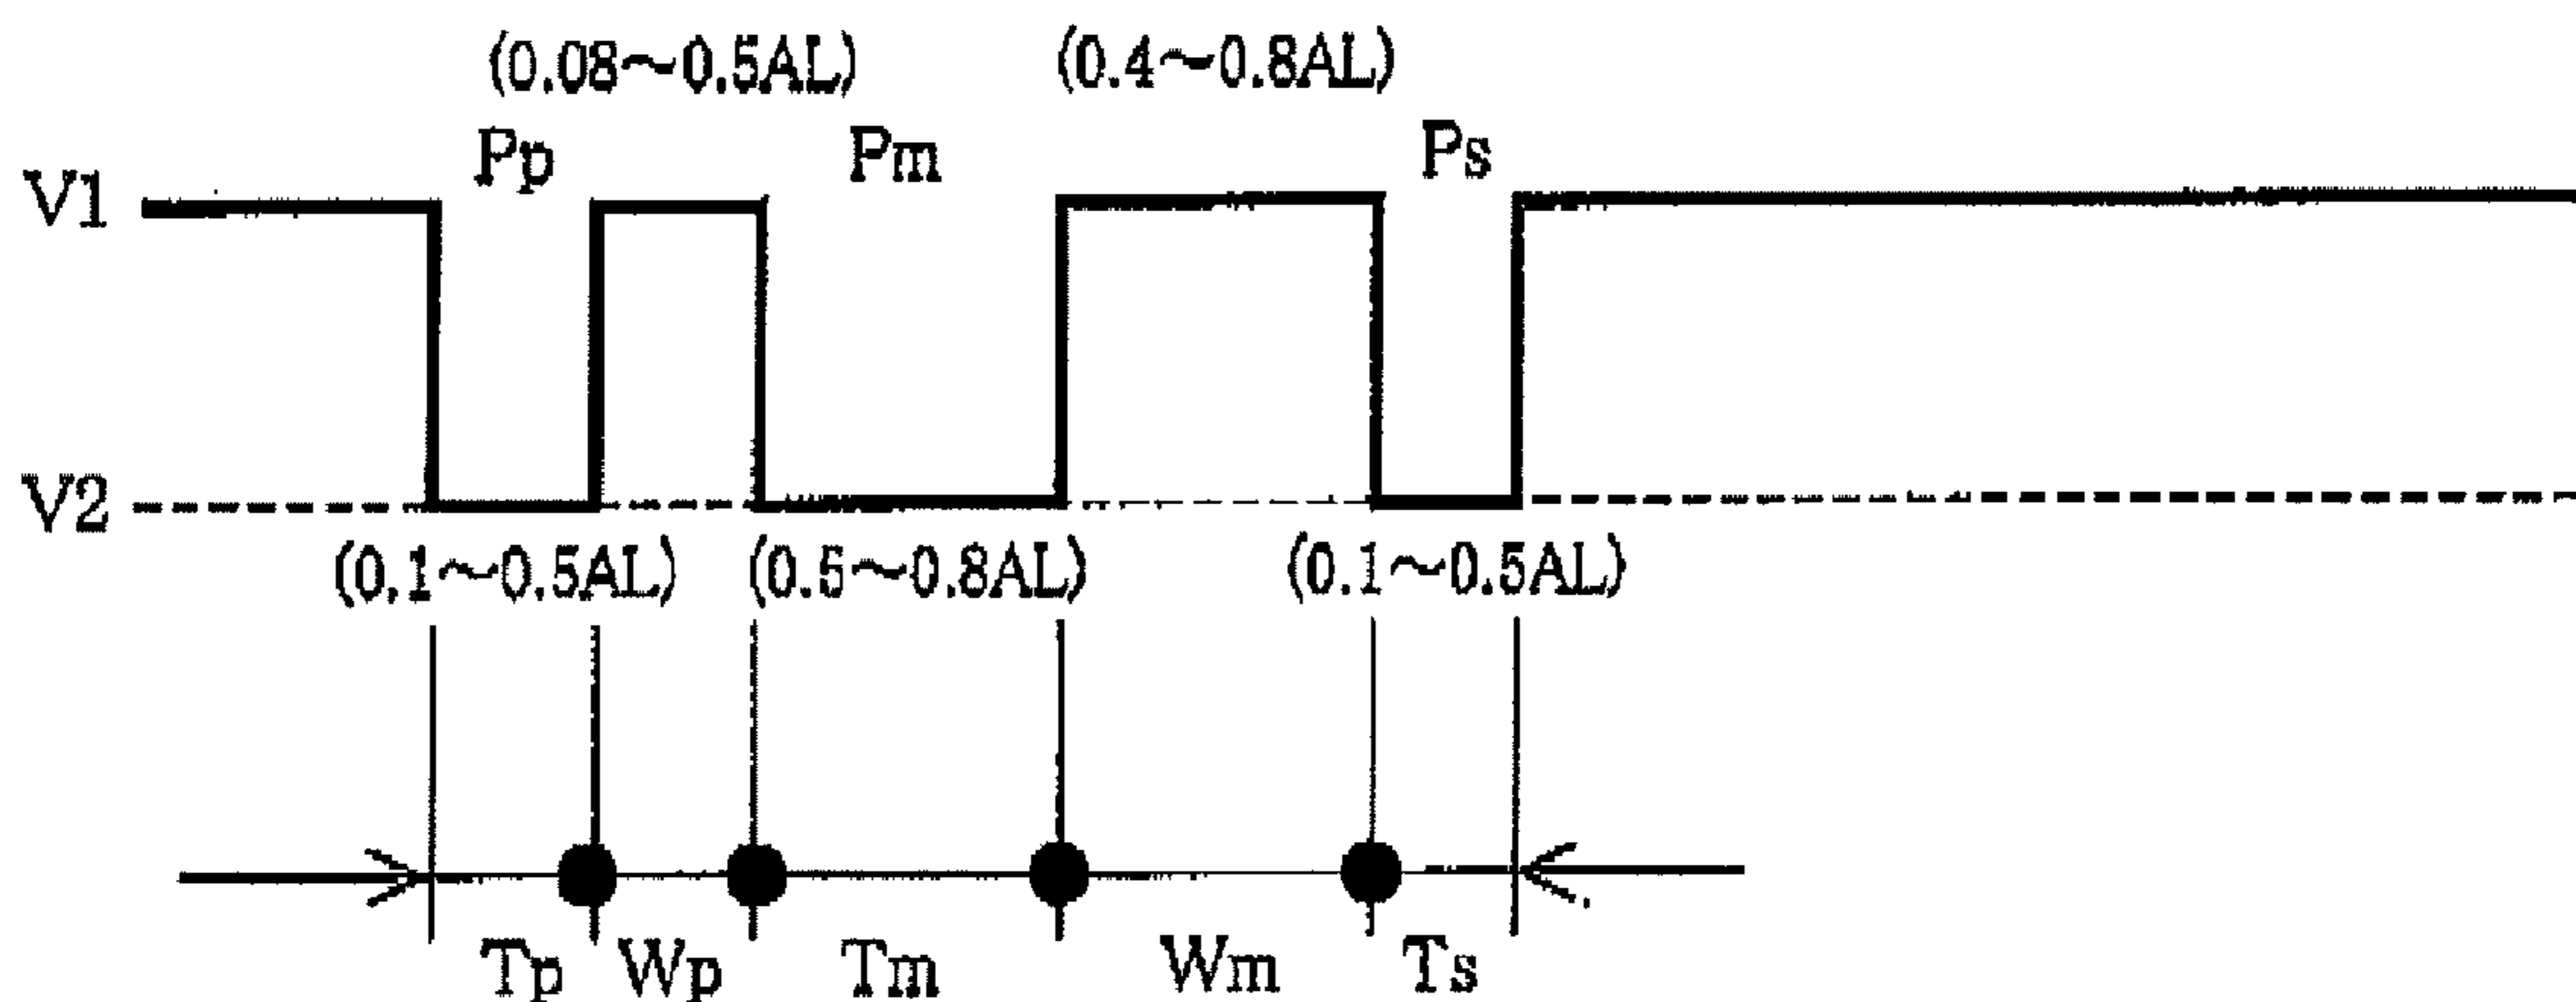 (0.08~0.5AL) (0.4~0.8AL)
Pp Pm Ps
V1
V2
(0.1~0.5AL) (0.5~0.8AL) (0.1~0.5AL)
Tp Wp Tm Wm Ts